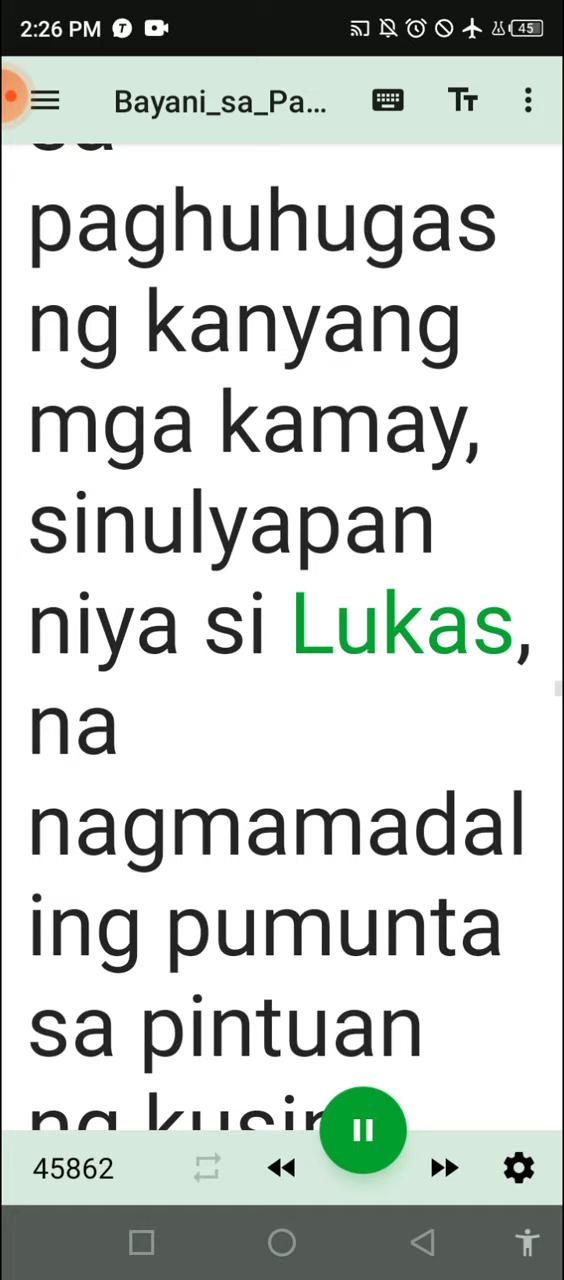 2:26 PM
45
Bayani_sa_Pa...
paghuhugas
ng kanyang
mga kamay,
sinulyapan
niya si Lukas,
na
nagmamadal
ing pumunta
sa pintuan
45862